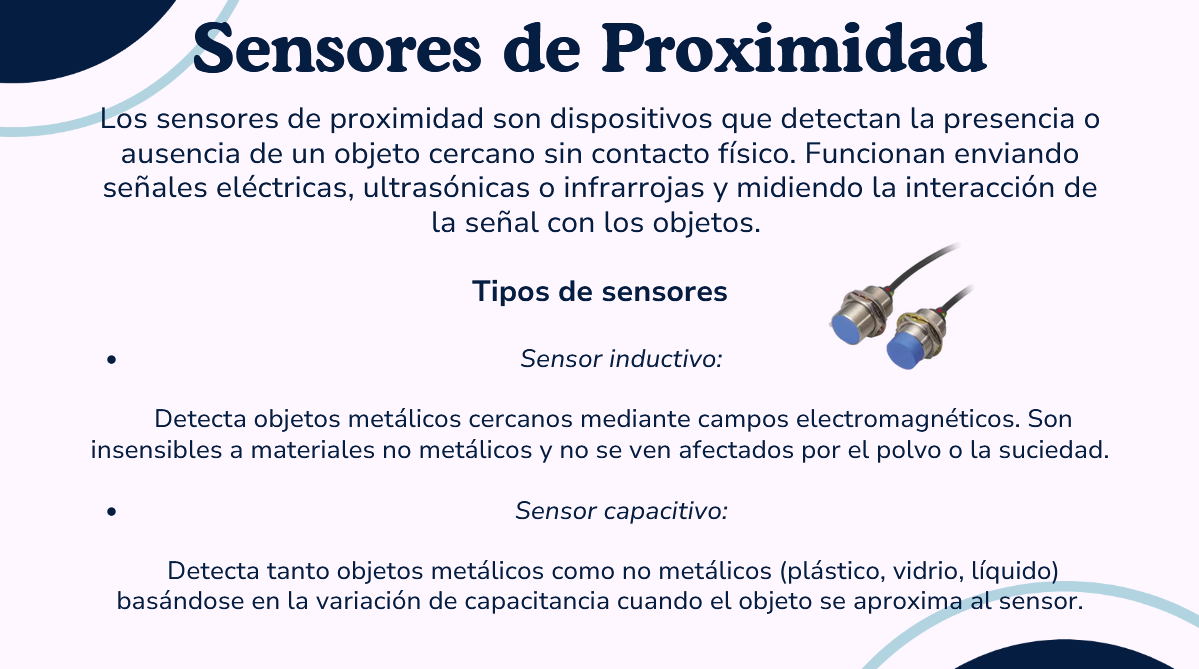 Sensores de Proximidad
Los sensores de proximidad son dispositivos que detectan la presencia o
ausencia de un objeto cercano sin contacto físico. Funcionan enviando
señales eléctricas, ultrasónicas o infrarrojas y midiendo la interacción de
la señal con los objetos.
Tipos de sensores
• Sensor inductivo:
Detecta objetos metálicos cercanos mediante campos electromagnéticos. Son
insensibles a materiales no metálicos y no se ven afectados por el polvo o la suciedad.
• Sensor capacitivo:
Detecta tanto objetos metálicos como no metálicos (plástico, vidrio, líquido)
basándose en la variación de capacitancia cuando el objeto se aproxima al sensor.